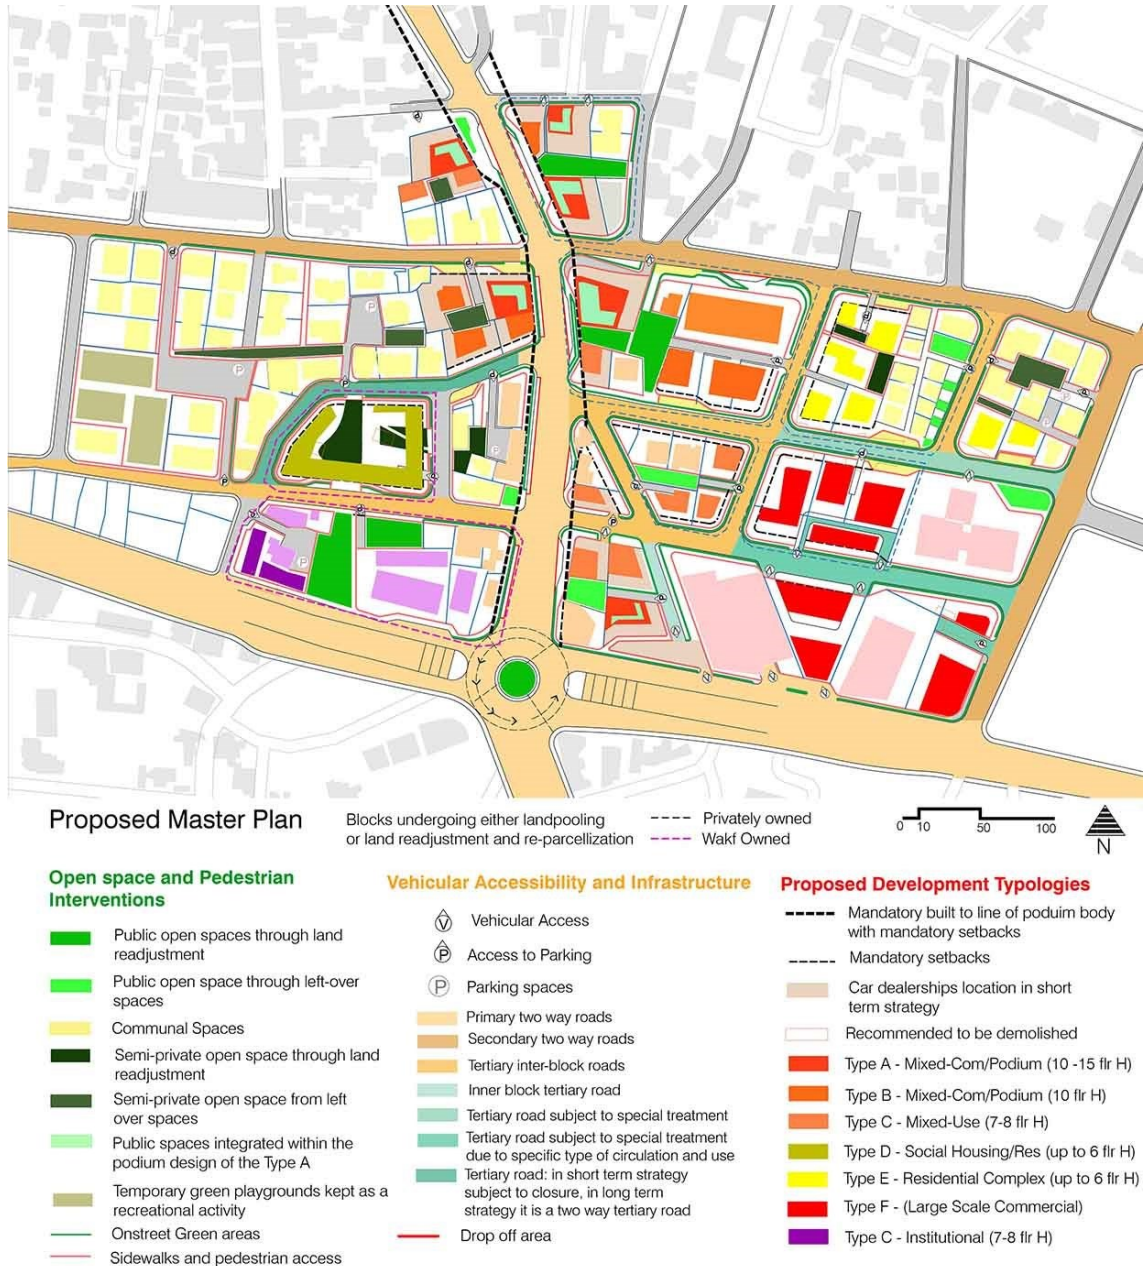 Proposed Master Plan
Blocks undergoing either landpooling
or land readjustment and re-parcellization
Privately owned
Wakf Owned
0 10 50 100
N
Open space and Pedestrian
Interventions
Public open spaces through land
readjustment
Public open space through left-over
spaces
Communal Spaces
Semi-private open space through land
readjustment
Semi-private open space from left
over spaces
Public spaces integrated within the
podium design of the Type A
Temporary green playgrounds kept as a
recreational activity
Onstreet Green areas
Sidewalks and pedestrian access
Vehicular Accessibility and Infrastructure
V Vehicular Access
P Access to Parking
P Parking spaces
Primary two way roads
Secondary two way roads
Tertiary inter-block roads
Inner block tertiary road
Tertiary road subject to special treatment
Tertiary road subject to special treatment
due to specific type of circulation and use
Tertiary road: in short term strategy
subject to closure, in long term
strategy it is a two way tertiary road
Drop off area
Proposed Development Typologies
Mandatory built to line of poduim body
with mandatory setbacks
Mandatory setbacks
Car dealerships location in short
term strategy
Recommended to be demolished
Type A - Mixed-Com/Podium (10 -15 flr H)
Type B - Mixed-Com/Podium (10 flr H)
Type C - Mixed-Use (7-8 flr H)
Type D - Social Housing/Res (up to 6 flr H)
Type E - Residential Complex (up to 6 flr H)
Type F - (Large Scale Commercial)
Type C - Institutional (7-8 flr H)